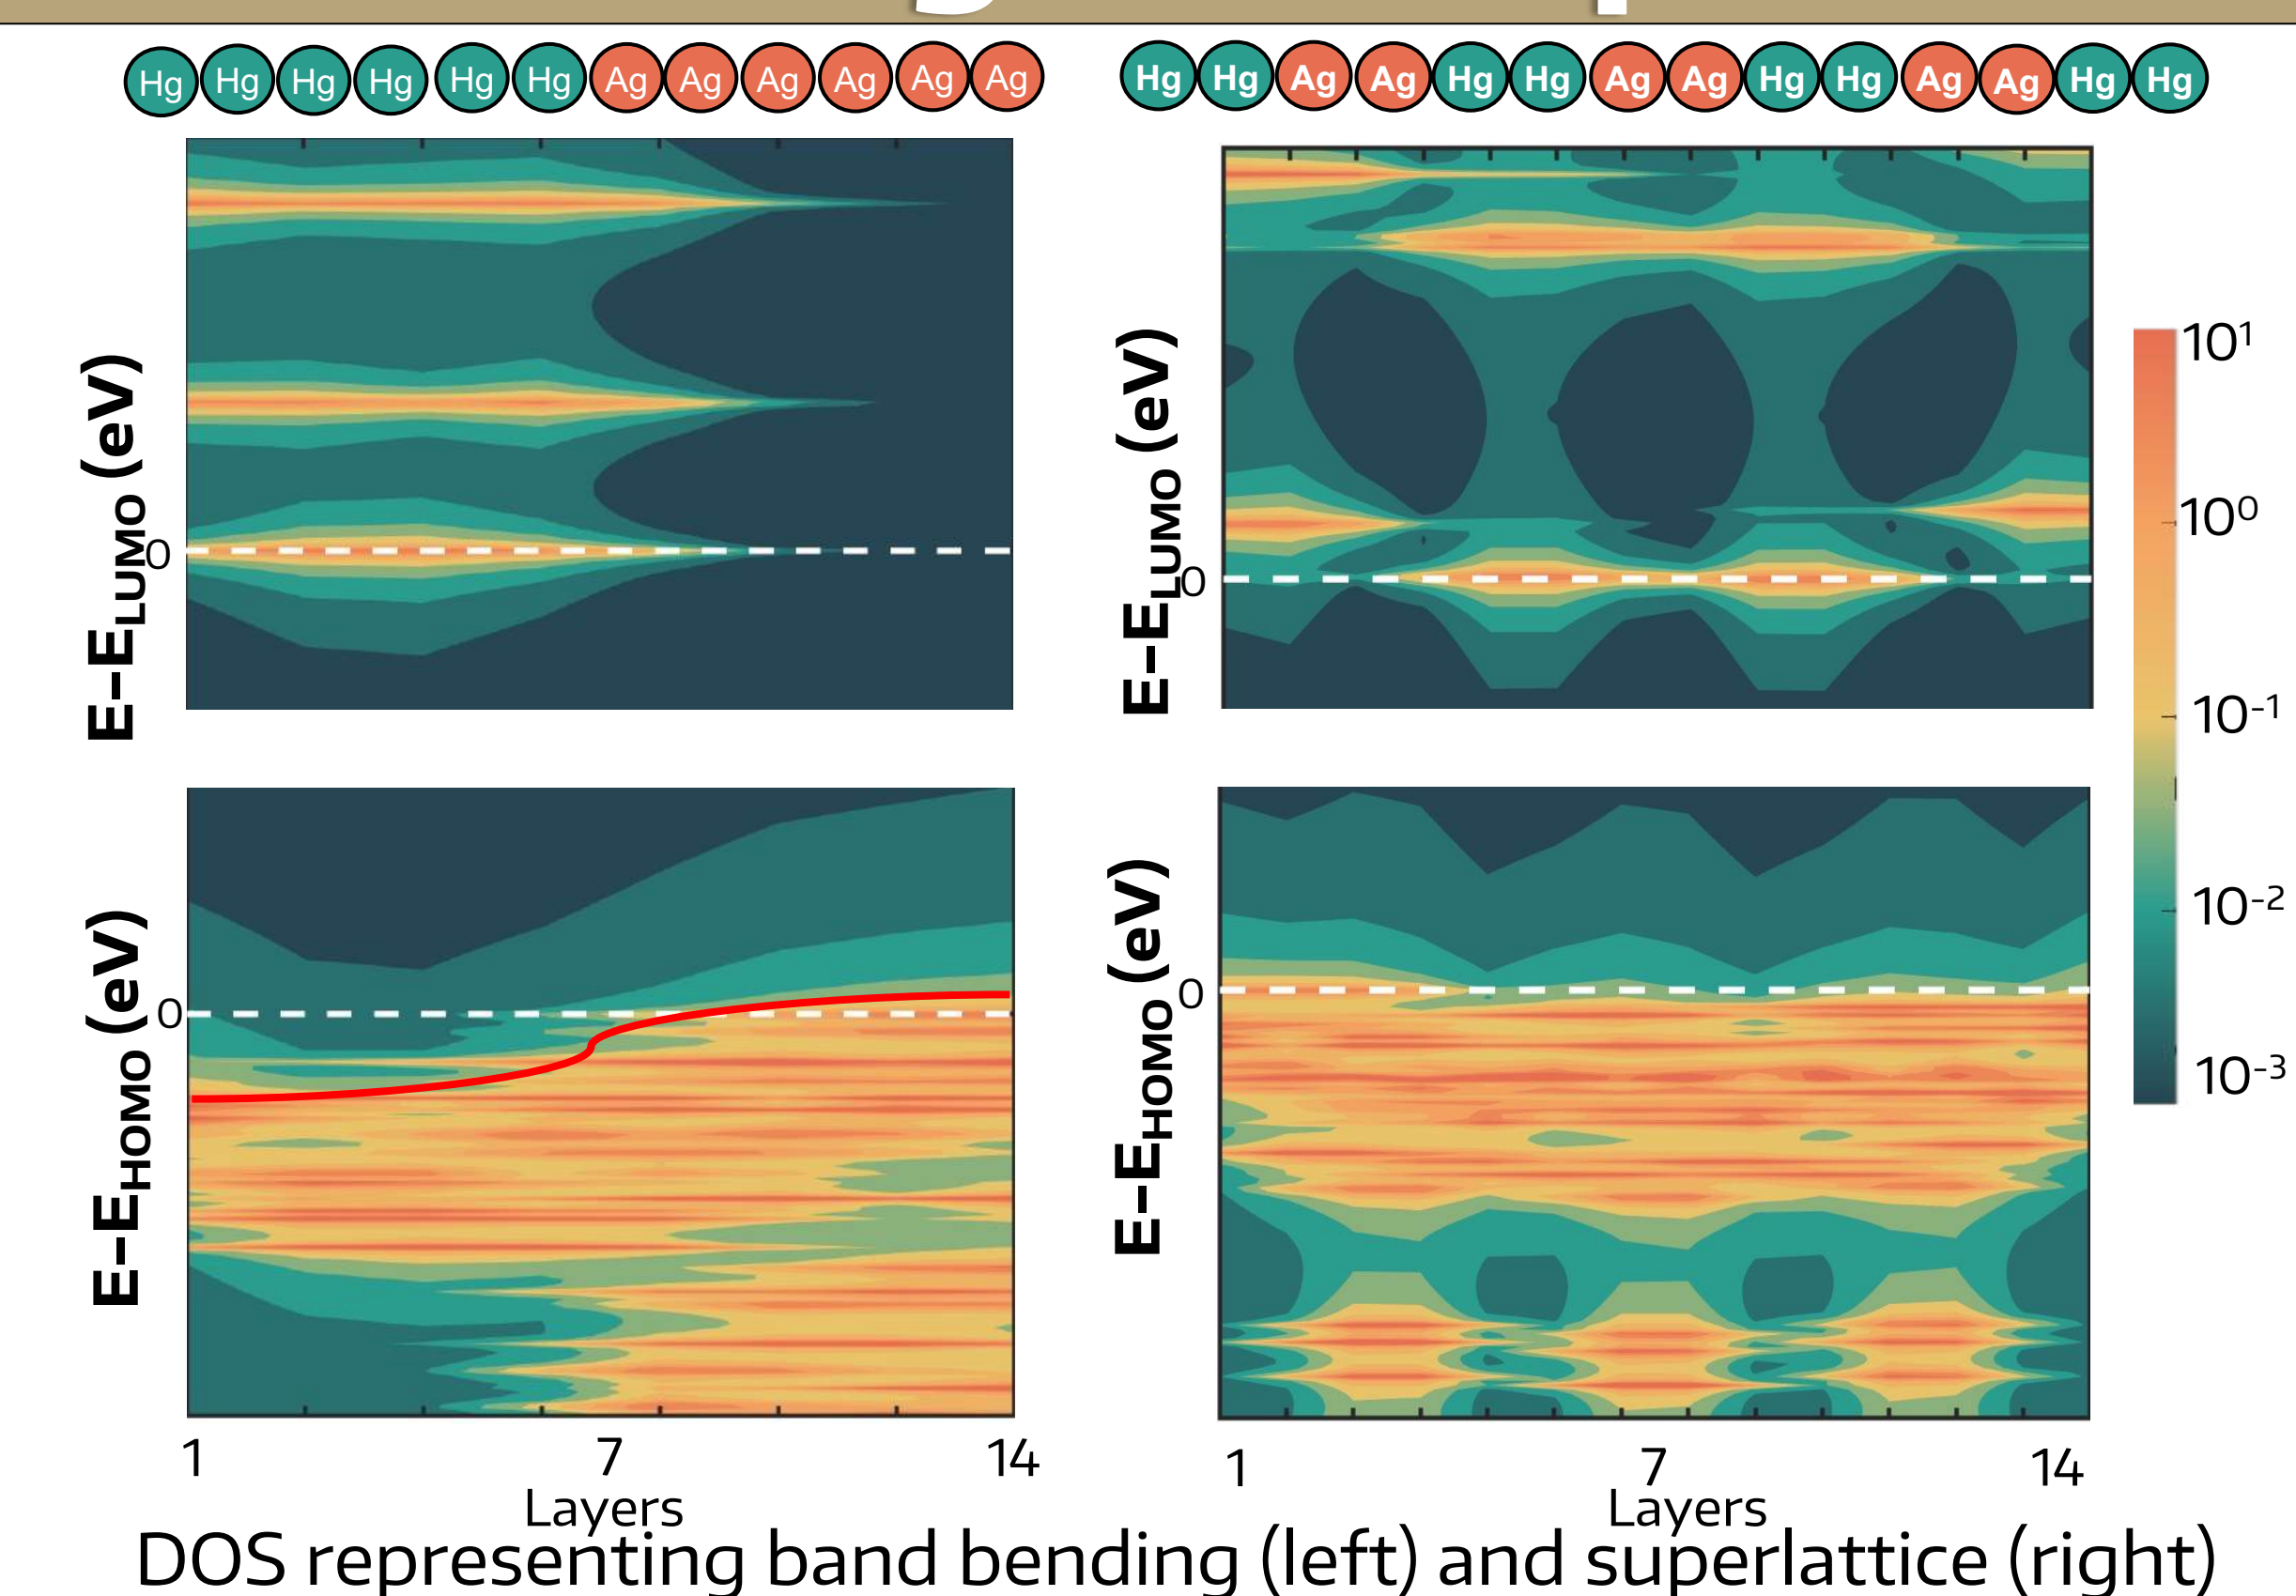 Hg Hg Hg Hg Hg Hg Ag Ag Ag Ag Ag Ag
Hg Hg Ag Ag Hg Hg Ag Ag Hg Hg Ag Ag Hg Hg
E-E_LUMO (eV)
0
E-E_LUMO (eV)
0
10¹
10⁰
10⁻¹
10⁻²
10⁻³
E-E_HOMO (eV)
0
E-E_HOMO (eV)
0
1 7 14
Layers
1 7 14
Layers
DOS representing band bending (left) and superlattice (right)